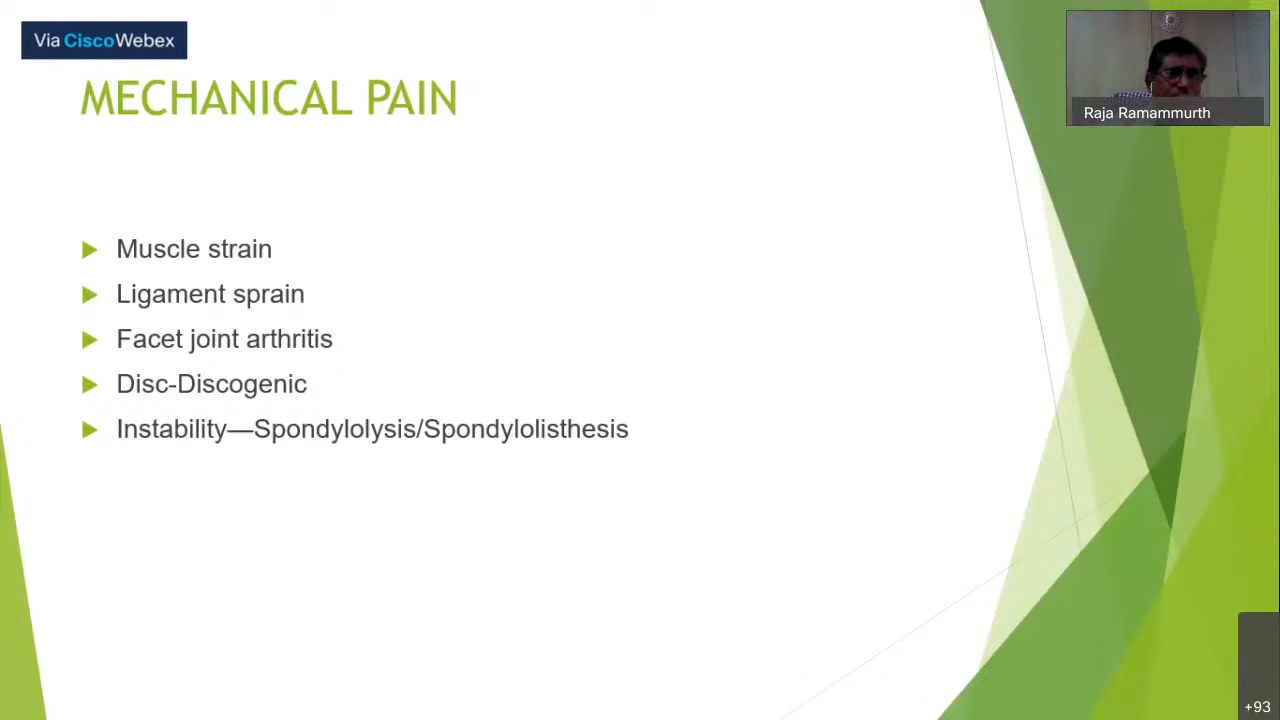 Via CiscoWebex
MECHANICAL PAIN
Raja Ramammurth
Muscle strain
Ligament sprain
Facet joint arthritis
Disc-Discogenic
Instability—Spondylolysis/Spondylolisthesis
+93